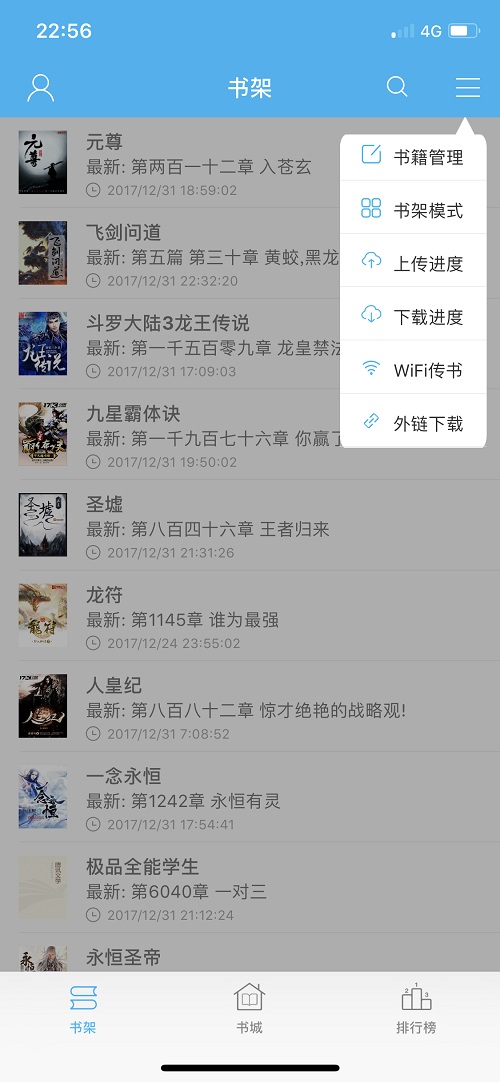 22:56
4G
书架
元尊
最新: 第两百一十二章 入苍玄
2017/12/31 18:59:02
飞剑问道
最新: 第五篇 第三十章 黄蛟,黑龙
2017/12/31 22:32:20
斗罗大陆3龙王传说
最新: 第一千五百零九章 龙皇禁法
2017/12/31 17:09:03
九星霸体诀
最新: 第一千九百七十六章 你赢了
2017/12/31 19:50:02
圣墟
最新: 第八百四十六章 王者归来
2017/12/31 21:31:26
龙符
最新: 第1145章 谁为最强
2017/12/24 23:55:02
人皇纪
最新: 第八百八十二章 惊才绝艳的战略观!
2017/12/31 7:08:52
一念永恒
最新: 第1242章 永恒有灵
2017/12/31 17:54:41
极品全能学生
最新: 第6040章 一对三
2017/12/31 21:12:24
永恒圣帝
书籍管理
书架模式
上传进度
下载进度
WiFi传书
外链下载
书架
书城
排行榜